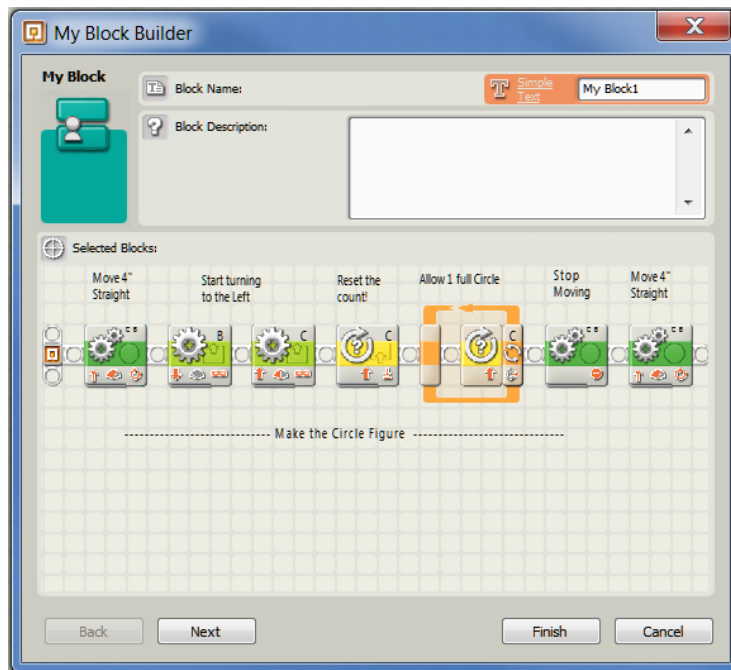 My Block Builder
X
My Block
Block Name:
T Simple
Text
My Block1
? Block Description:
Selected Blocks:
Move 4"
Straight
Start turning
to the Left
Reset the
count!
Allow 1 full Circle
Stop
Moving
Move 4"
Straight
C B
B
C
C
C
C B
C B
---------------------------- Make the Circle Figure -----------------------------
Back
Next
Finish
Cancel